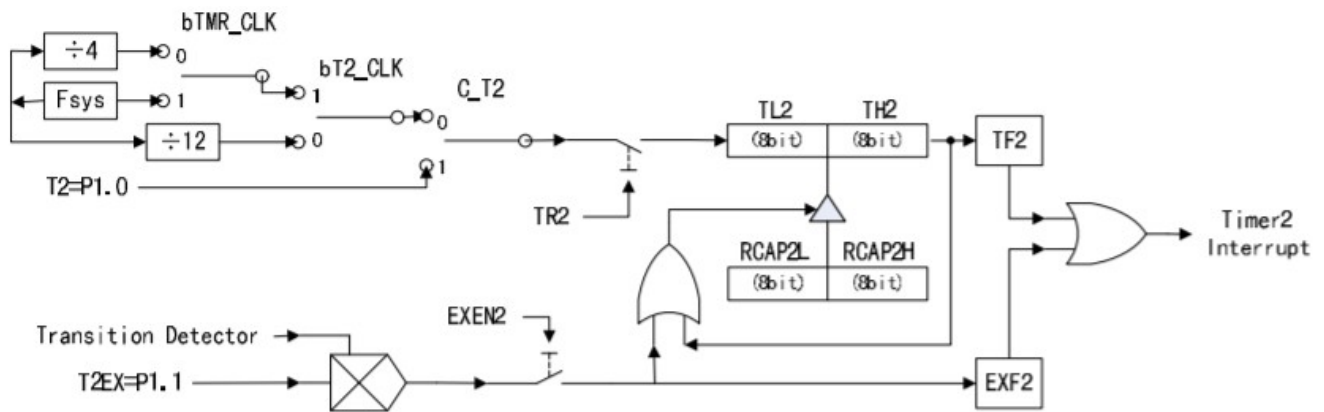 bTMR_CLK
÷4
0
bT2_CLK
Fsys
1
1
C_T2
0
÷12
0
1
T2=P1.0
TR2
TL2
TH2
(8bit)
(8bit)
TF2
RCAP2L
RCAP2H
(8bit)
(8bit)
Timer2
Interrupt
Transition Detector
EXEN2
T2EX=P1.1
EXF2